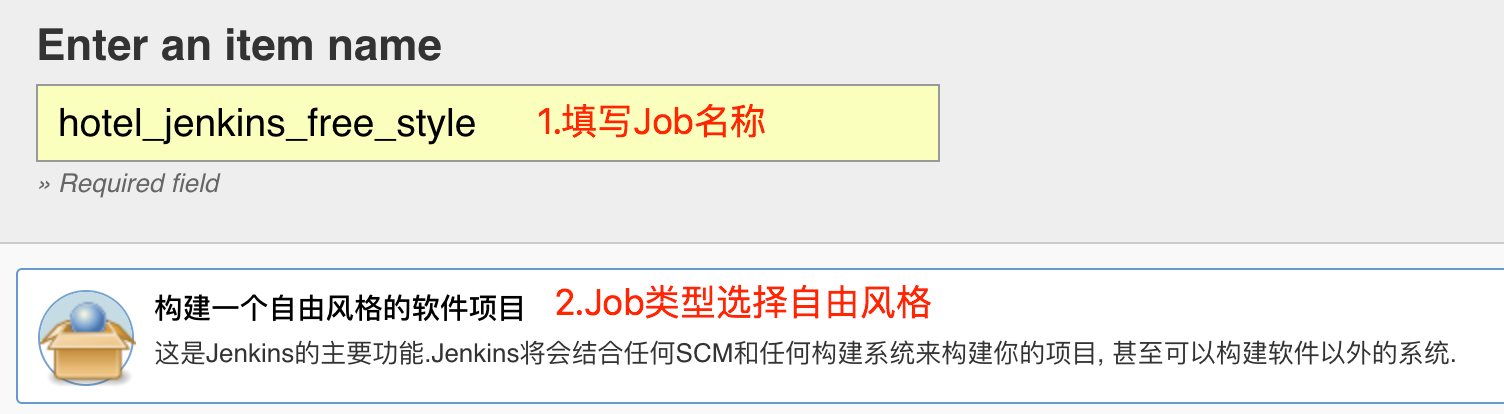 Enter an item name
hotel_jenkins_free_style 1.填写Job名称
» Required field
构建一个自由风格的软件项目 2.Job类型选择自由风格
这是Jenkins的主要功能.Jenkins将会结合任何SCM和任何构建系统来构建你的项目, 甚至可以构建软件以外的系统.